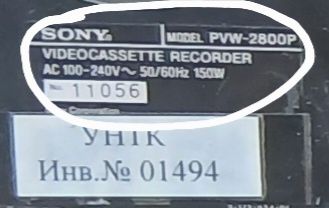 SONY MODEL PVW-2800P
VIDEOCASSETTE RECORDER
AC 100-240V~ 50/60Hz 150W
No. 11056
Corporation
УНТК
Инв.№ 01494